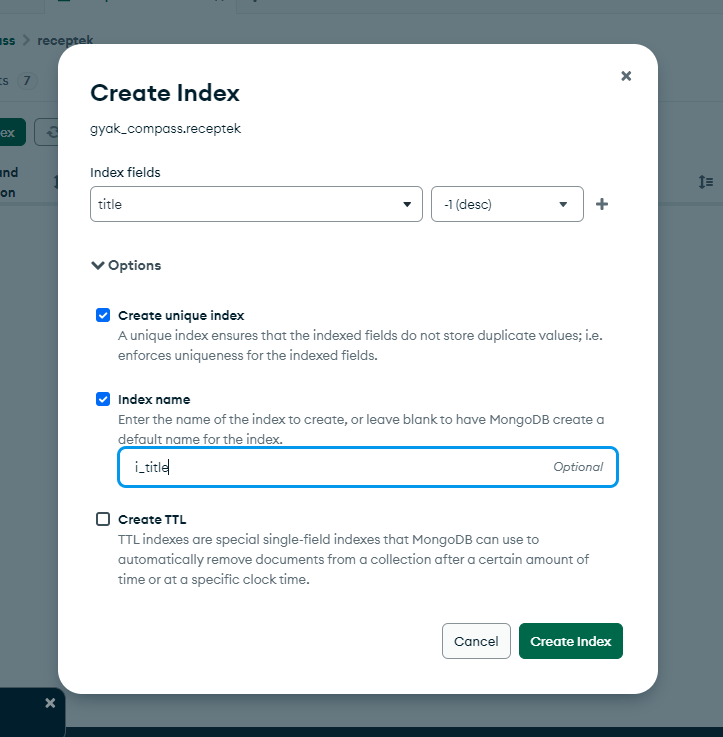 receptek
7
Create Index
gyak_compass.receptek
Index fields
title
-1 (desc)
Options
Create unique index
A unique index ensures that the indexed fields do not store duplicate values; i.e.
enforces uniqueness for the indexed fields.
Index name
Enter the name of the index to create, or leave blank to have MongoDB create a
default name for the index.
i_title Optional
Create TTL
TTL indexes are special single-field indexes that MongoDB can use to
automatically remove documents from a collection after a certain amount of
time or at a specific clock time.
Cancel Create Index